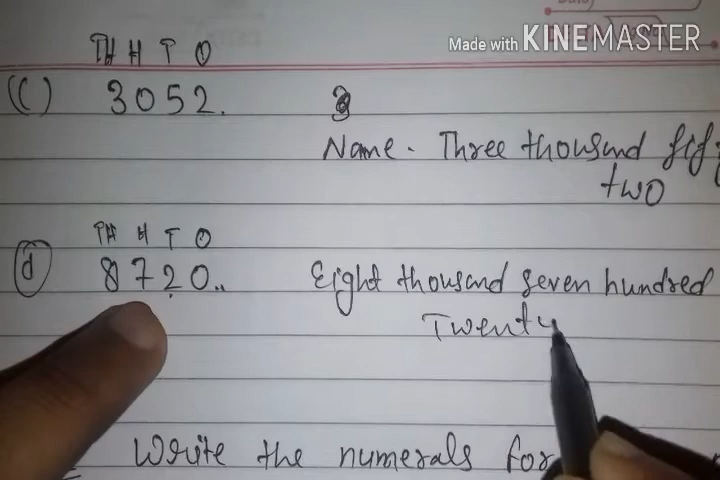 Made with KINEMASTER
TH H T O
(C) 3052.
Name. Three thousand fif
two
TH H T O
(d) 8720..
Eight thousand seven hundred
Twenty
Write the numerals for